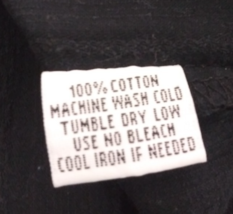 100% COTTON
MACHINE WASH COLD
TUMBLE DRY LOW
USE NO BLEACH
COOL IRON IF NEEDED